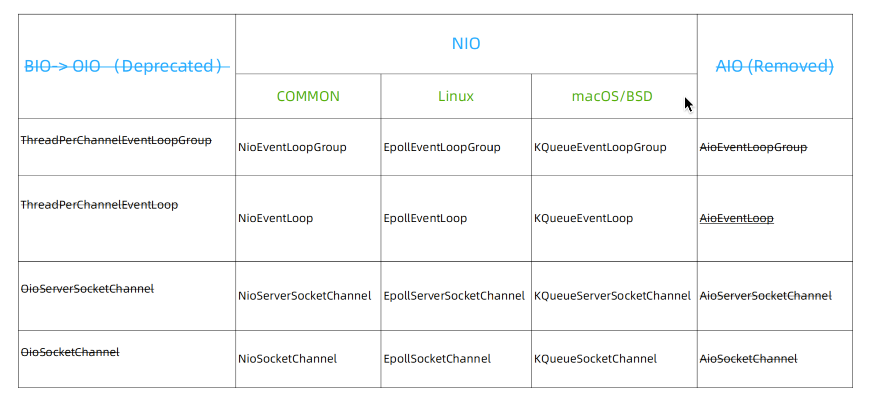 BIO-> OIO （Deprecated）
NIO
AIO (Removed)
COMMON
Linux
macOS/BSD
ThreadPerChannelEventLoopGroup
NioEventLoopGroup
EpollEventLoopGroup
KQueueEventLoopGroup
AioEventLoopGroup
ThreadPerChannelEventLoop
NioEventLoop
EpollEventLoop
KQueueEventLoop
AioEventLoop
OioServerSocketChannel
NioServerSocketChannel
EpollServerSocketChannel
KQueueServerSocketChannel
AioServerSocketChannel
OioSocketChannel
NioSocketChannel
EpollSocketChannel
KQueueSocketChannel
AioSocketChannel